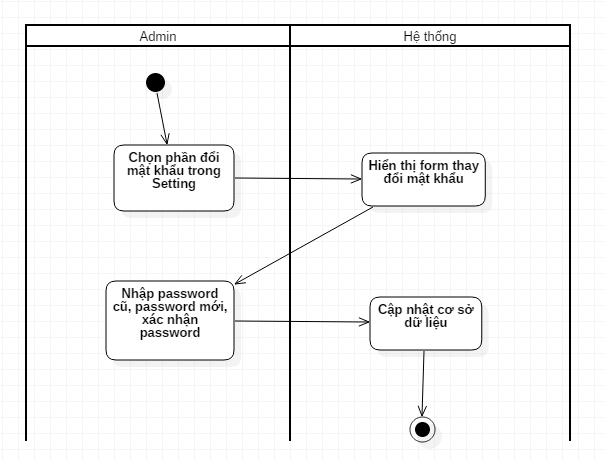 Admin
Hệ thống
Chọn phần đổi
mật khẩu trong
Setting
Hiển thị form thay
đổi mật khẩu
Nhập password
cũ, password mới,
xác nhận
password
Cập nhật cơ sở
dữ liệu